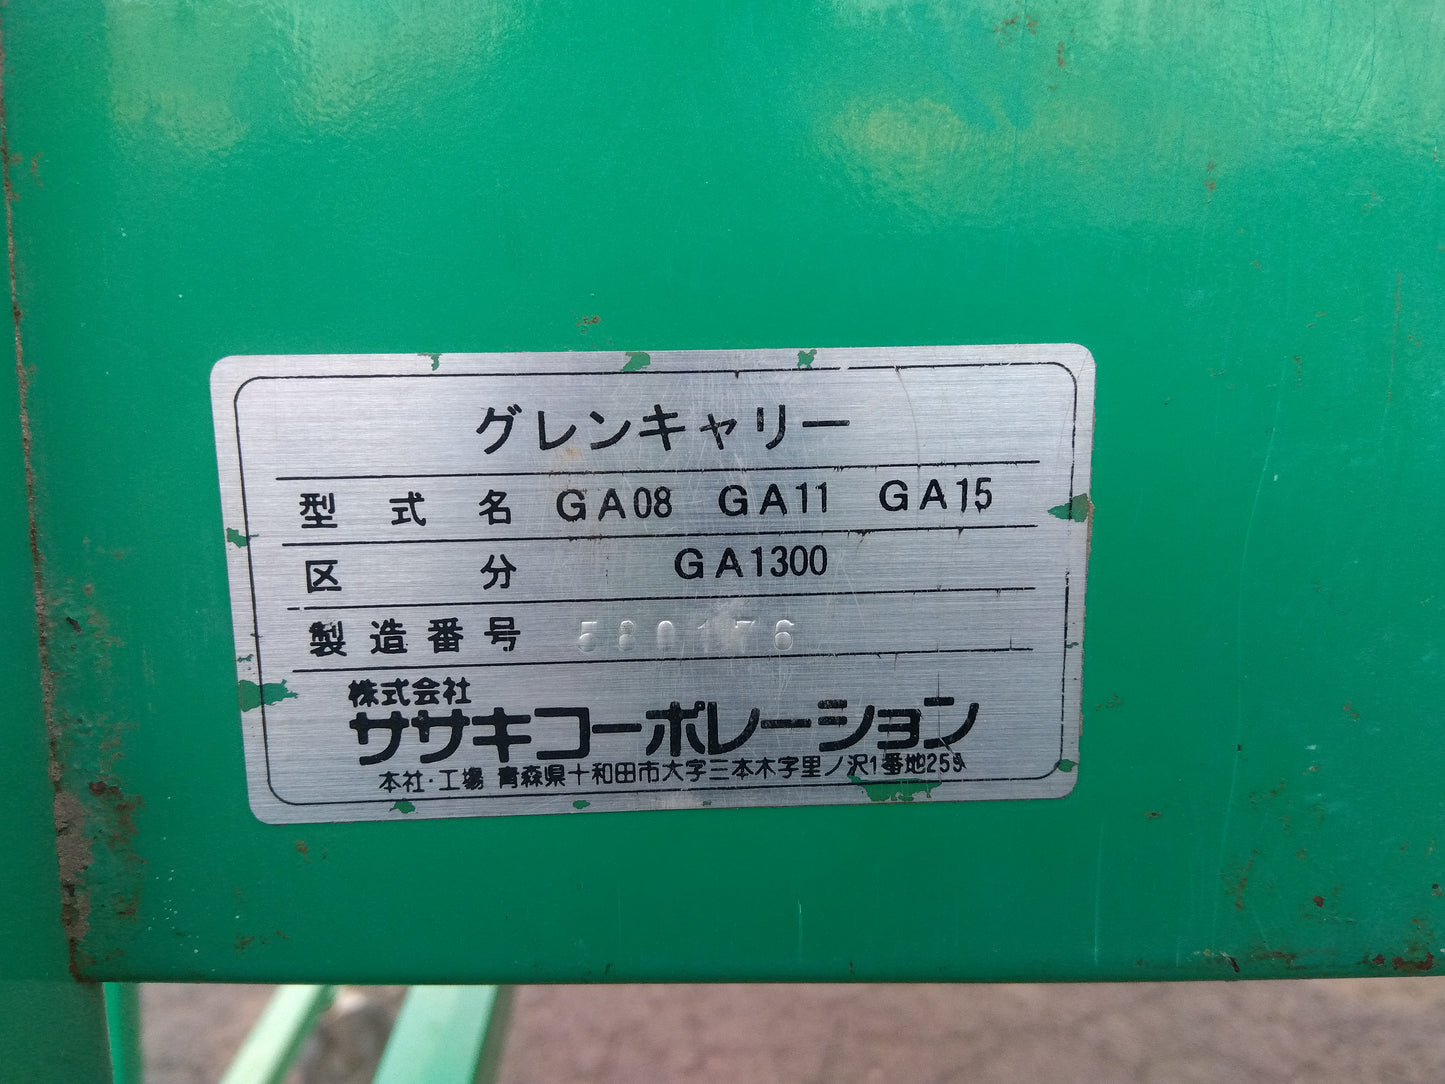 グレンキャリー
型式名 GA08 GA11 GA15
区分 GA1300
製造番号 580176
株式会社
ササキコーポレーション
本社・工場 青森県十和田市大字三本木字里ノ沢1番地259